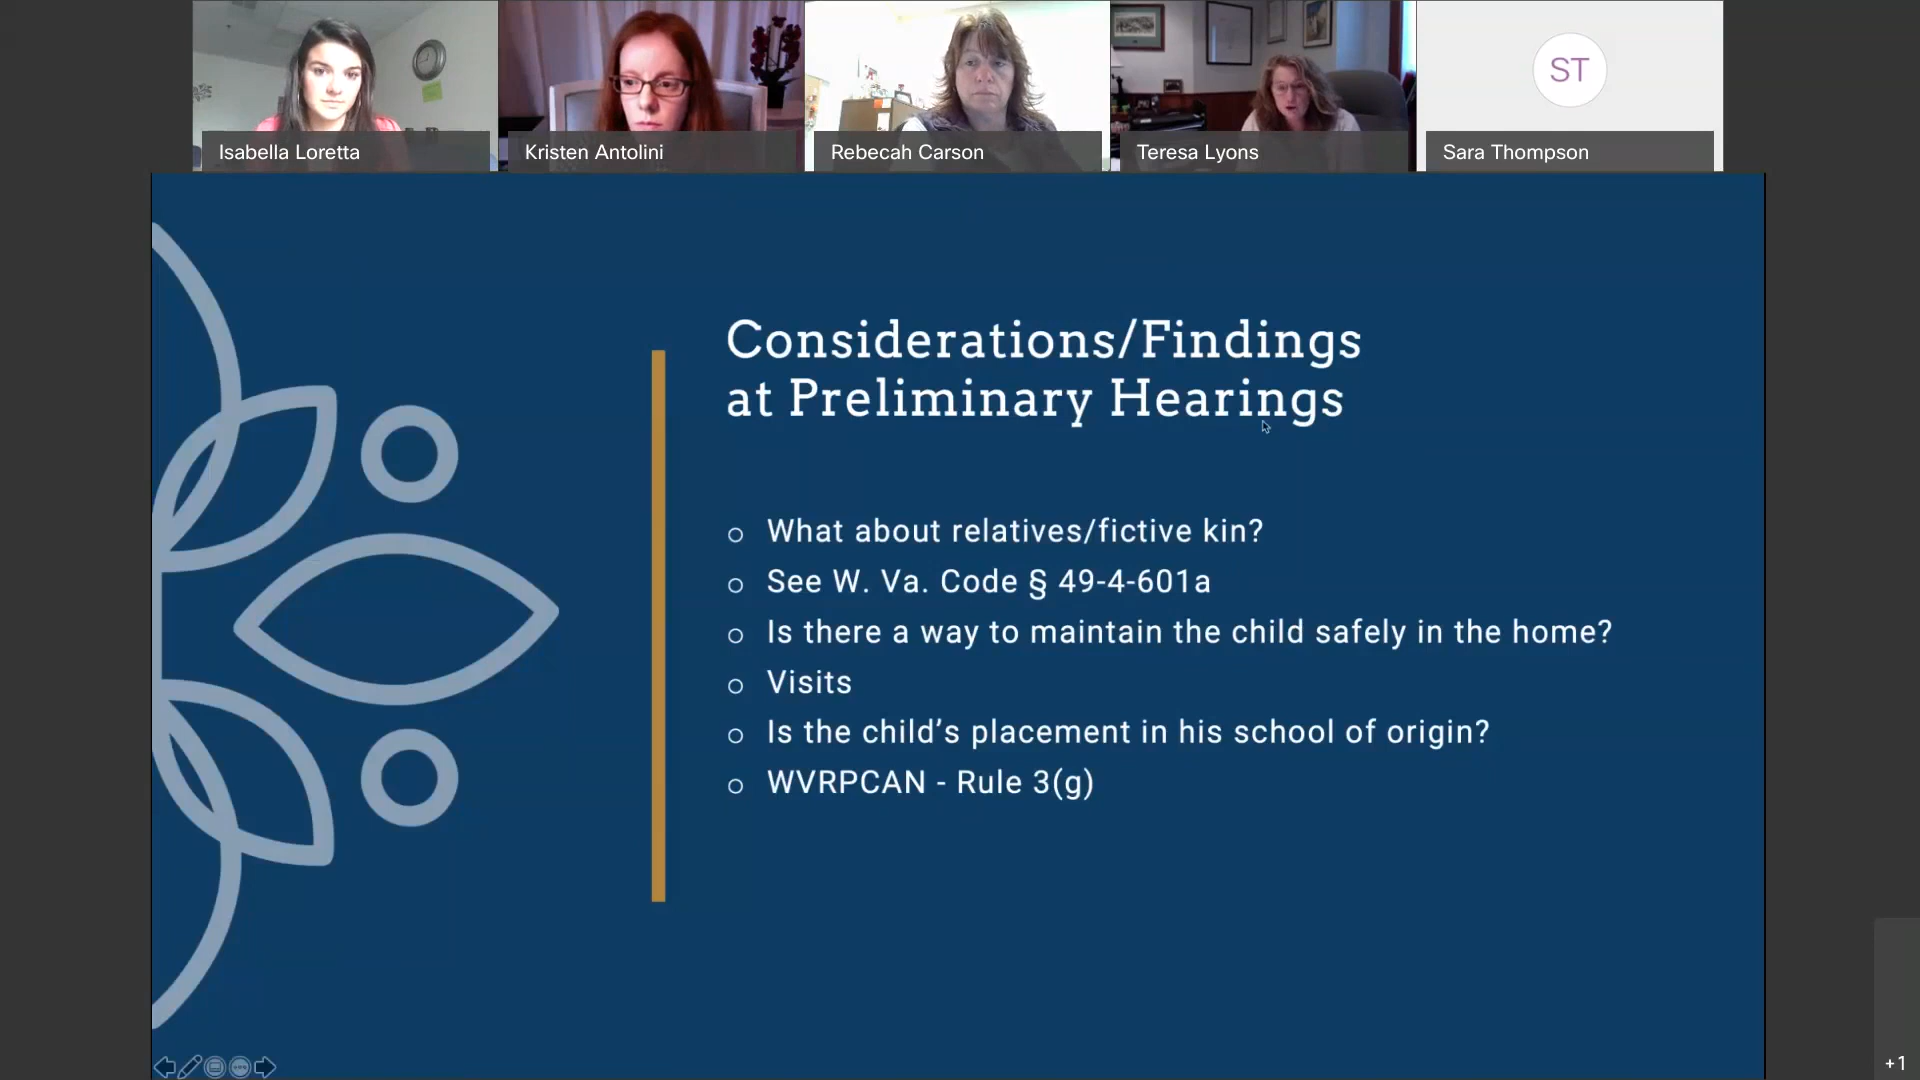 Isabella Loretta
Kristen Antolini
Rebecah Carson
Teresa Lyons
ST
Sara Thompson
Considerations/Findings
at Preliminary Hearings
o What about relatives/fictive kin?
o See W. Va. Code § 49-4-601a
o Is there a way to maintain the child safely in the home?
o Visits
o Is the child’s placement in his school of origin?
o WVRPCAN - Rule 3(g)
+1